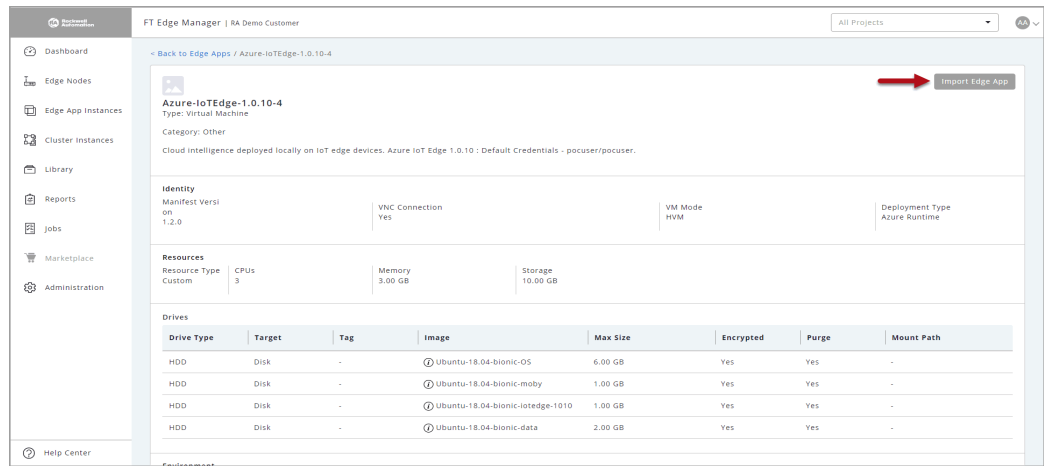 RA Rockwell Automation
FT Edge Manager | RA Demo Customer
All Projects
AA
Dashboard
Edge Nodes
Edge App Instances
Cluster Instances
Library
Reports
Jobs
Marketplace
Administration
Help Center
< Back to Edge Apps / Azure-IoTEdge-1.0.10-4
Import Edge App
Azure-IoTEdge-1.0.10-4
Type: Virtual Machine
Category: Other
Cloud intelligence deployed locally on IoT edge devices. Azure IoT Edge 1.0.10 : Default Credentials - pocuser/pocuser.
Identity
Manifest Versi
on
1.2.0
VNC Connection
Yes
VM Mode
HVM
Deployment Type
Azure Runtime
Resources
Resource Type CPUs Memory Storage
Custom 3 3.00 GB 10.00 GB
Drives
Drive Type Target Tag Image Max Size Encrypted Purge Mount Path
HDD Disk - Ubuntu-18.04-bionic-OS 6.00 GB Yes Yes -
HDD Disk - Ubuntu-18.04-bionic-moby 1.00 GB Yes Yes -
HDD Disk - Ubuntu-18.04-bionic-iotedge-1010 1.00 GB Yes Yes -
HDD Disk - Ubuntu-18.04-bionic-data 2.00 GB Yes Yes -
Environment